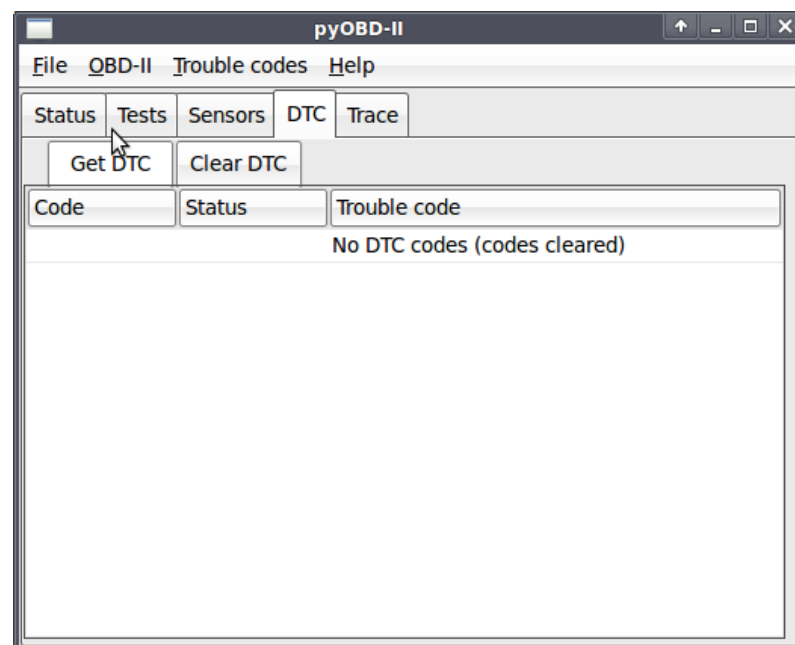 pyOBD-II
File OBD-II Trouble codes Help
Status Tests Sensors DTC Trace
Get DTC Clear DTC
Code Status Trouble code
No DTC codes (codes cleared)